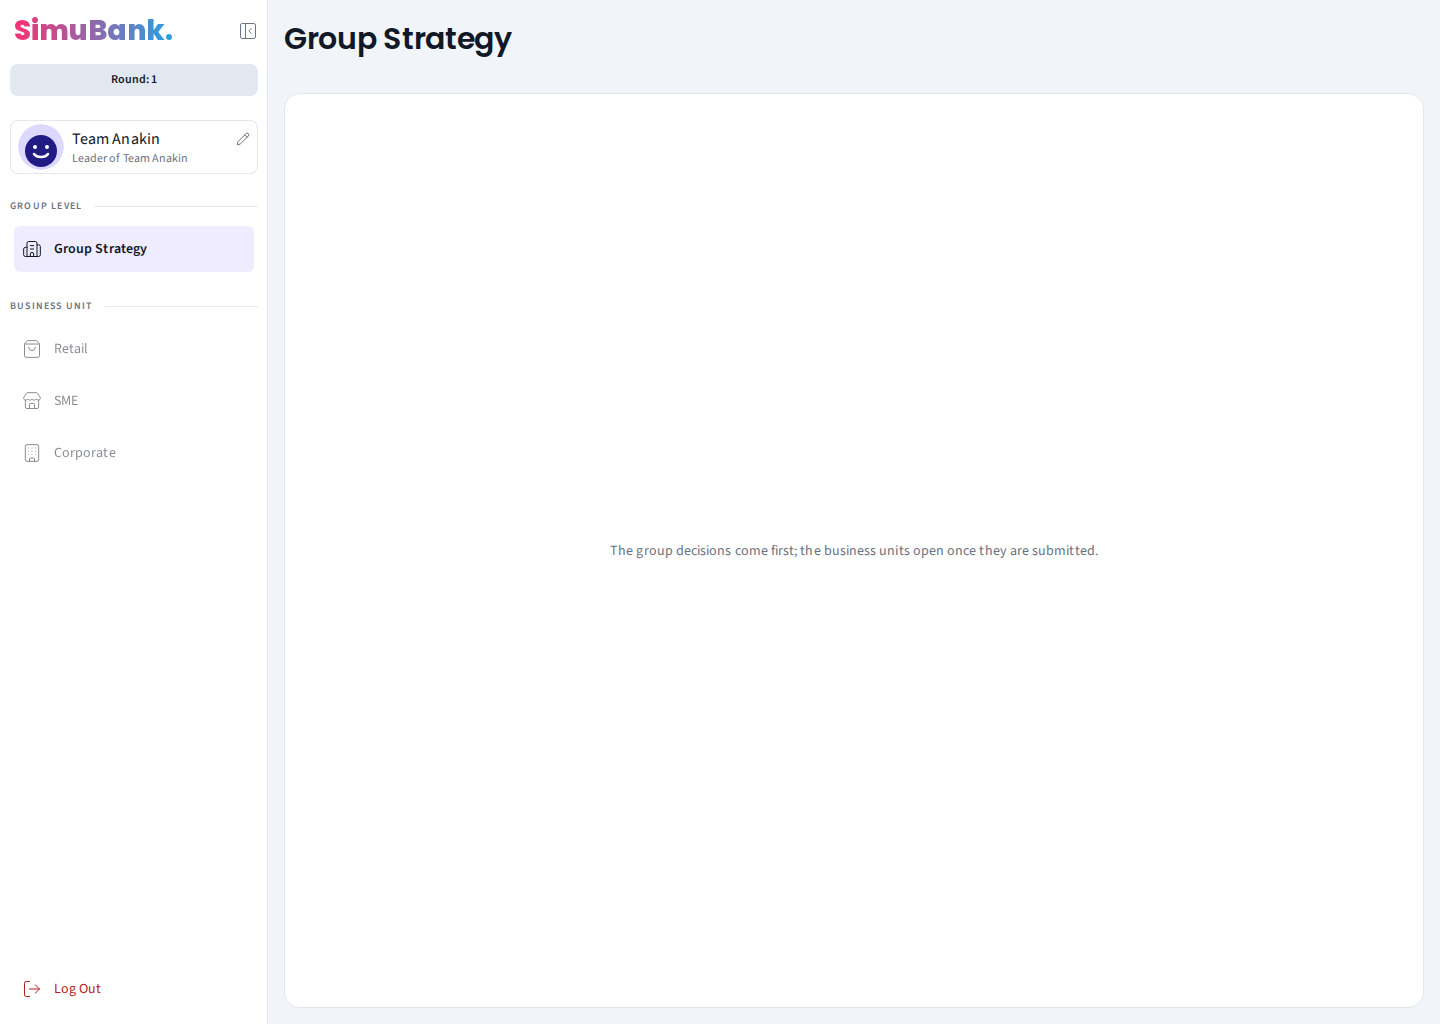 SimuBank.
Round: 1
Team Anakin
Leader of Team Anakin
GROUP LEVEL
Group Strategy
BUSINESS UNIT
Retail
SME
Corporate
Log Out
Group Strategy
The group decisions come first; the business units open once they are submitted.